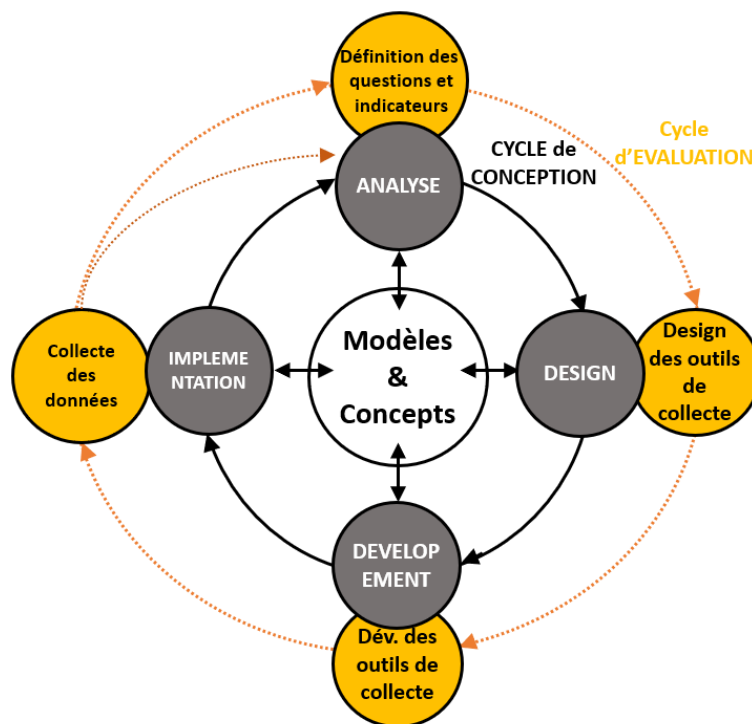 Définition des
questions et
indicateurs
Cycle
d'EVALUATION
CYCLE de
CONCEPTION
ANALYSE
Collecte
des
données
IMPLEME
NTATION
Modèles
&
Concepts
DESIGN
Design
des outils
de
collecte
DEVELOP
EMENT
Dév. des
outils de
collecte